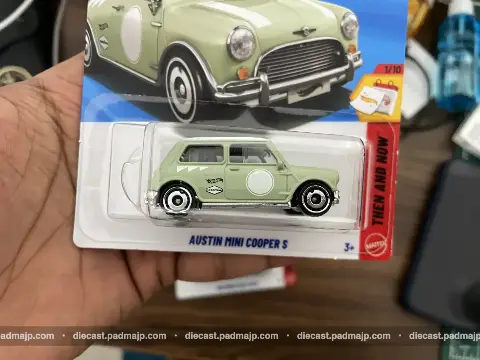 1/10
THEN AND NOW
AUSTIN MINI COOPER S
3+
MATTEL
padmajp.com · diecast.padmajp.com · diecast.padmajp.com · diecast.padmajp.com · d